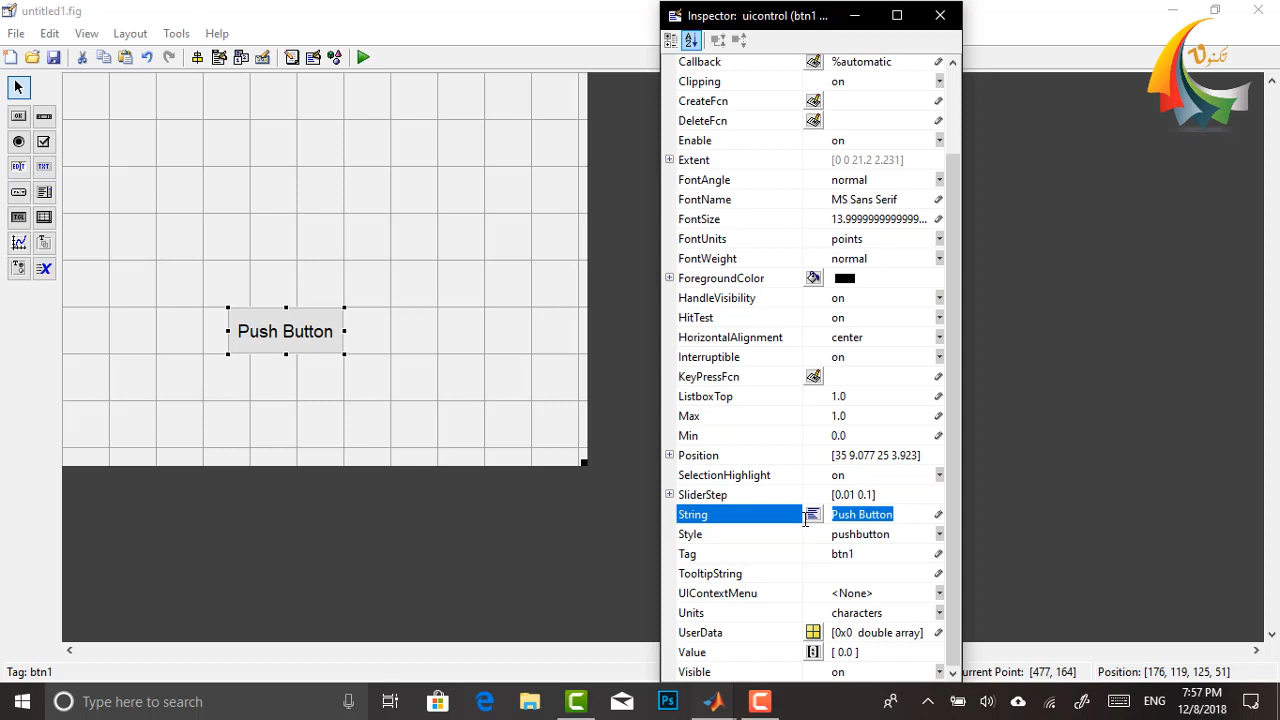 untitled1.fig
File Edit View Layout Tools Help
Push Button
Tag: btn1
Current Point: [477, 164]
Position: [176, 119, 125, 51]
Inspector: uicontrol (btn1 ...
Callback %automatic
Clipping on
CreateFcn
DeleteFcn
Enable on
Extent [0 0 21.2 2.231]
FontAngle normal
FontName MS Sans Serif
FontSize 13.9999999999999...
FontUnits points
FontWeight normal
ForegroundColor
HandleVisibility on
HitTest on
HorizontalAlignment center
Interruptible on
KeyPressFcn
ListboxTop 1.0
Max 1.0
Min 0.0
Position [35 9.077 25 3.923]
SelectionHighlight on
SliderStep [0.01 0.1]
String Push Button
Style pushbutton
Tag btn1
TooltipString
UIContextMenu <None>
Units characters
UserData [0x0 double array]
Value [ 0.0 ]
Visible on
Type here to search
Ps
ENG
7:57 PM
12/8/2018